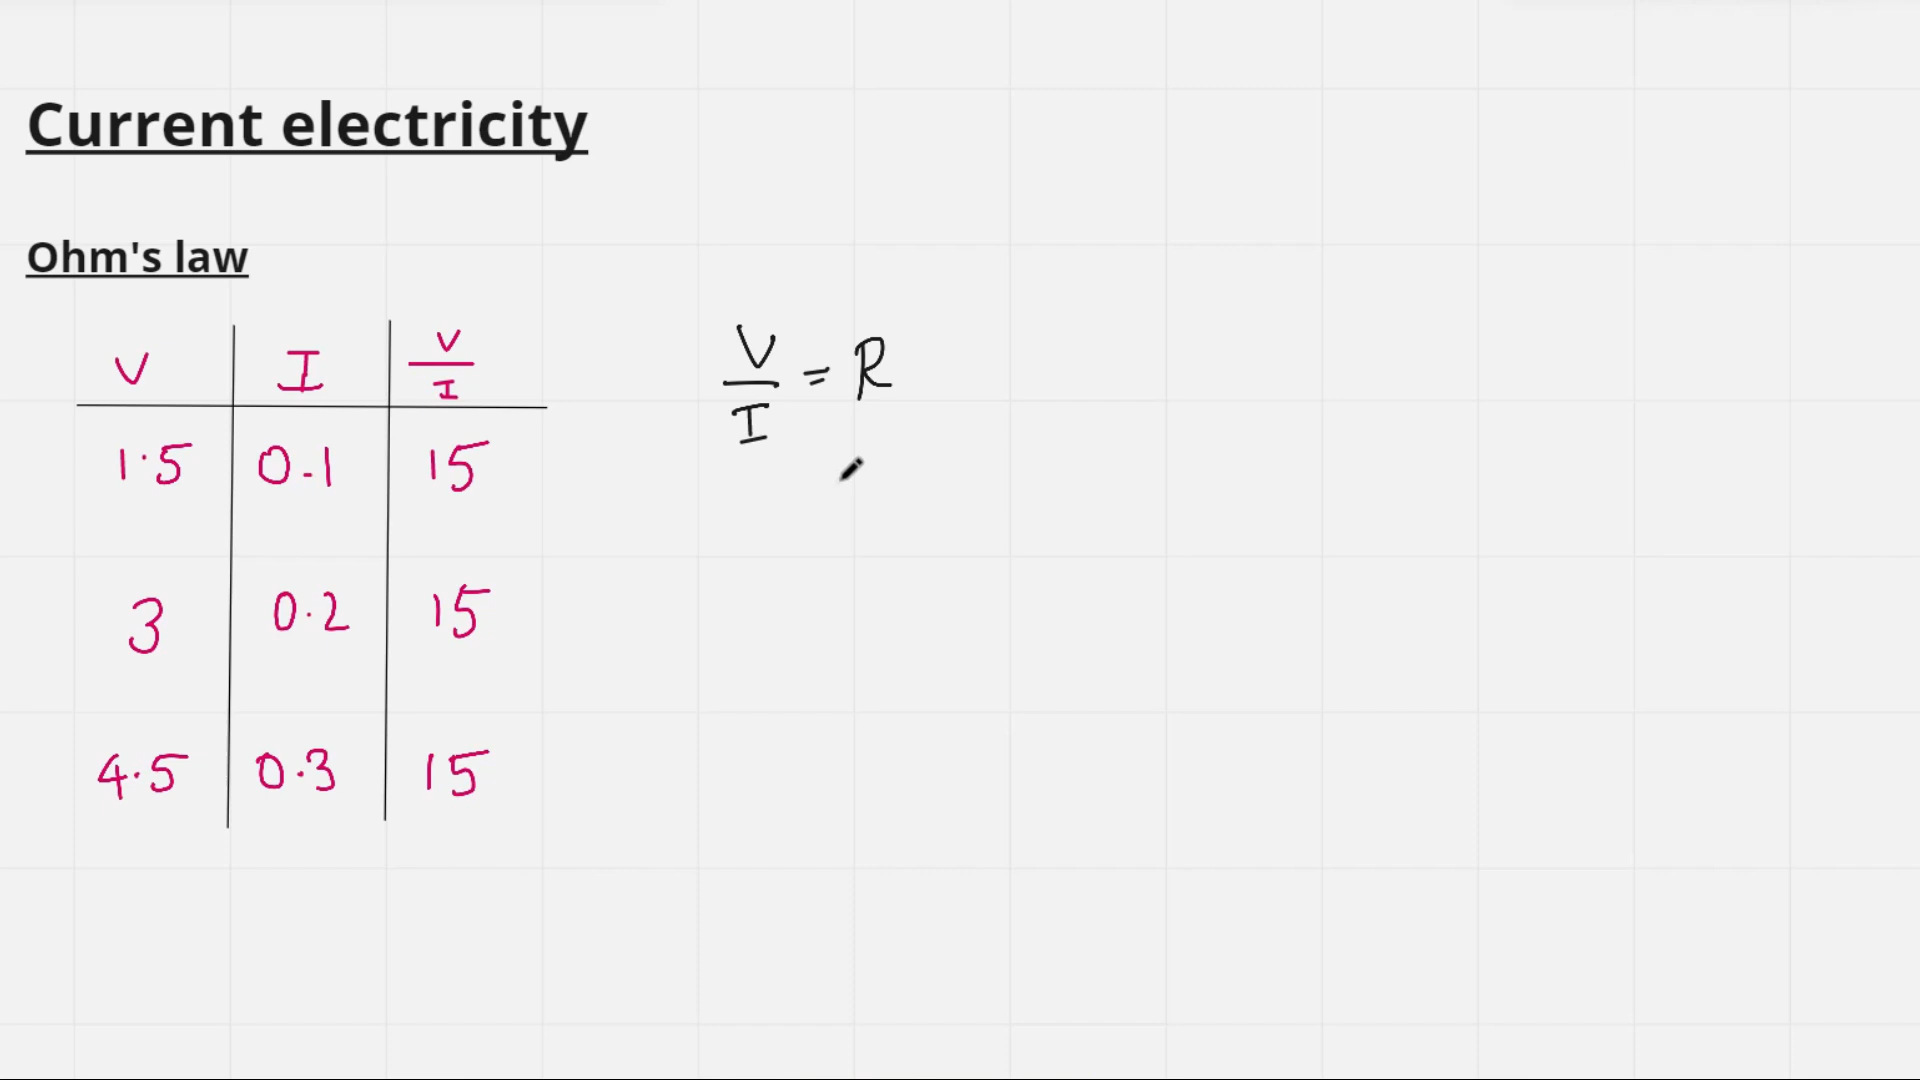 Current electricity
Ohm's law
V I V/I
1.5 0.1 15
3 0.2 15
4.5 0.3 15
V/I = R